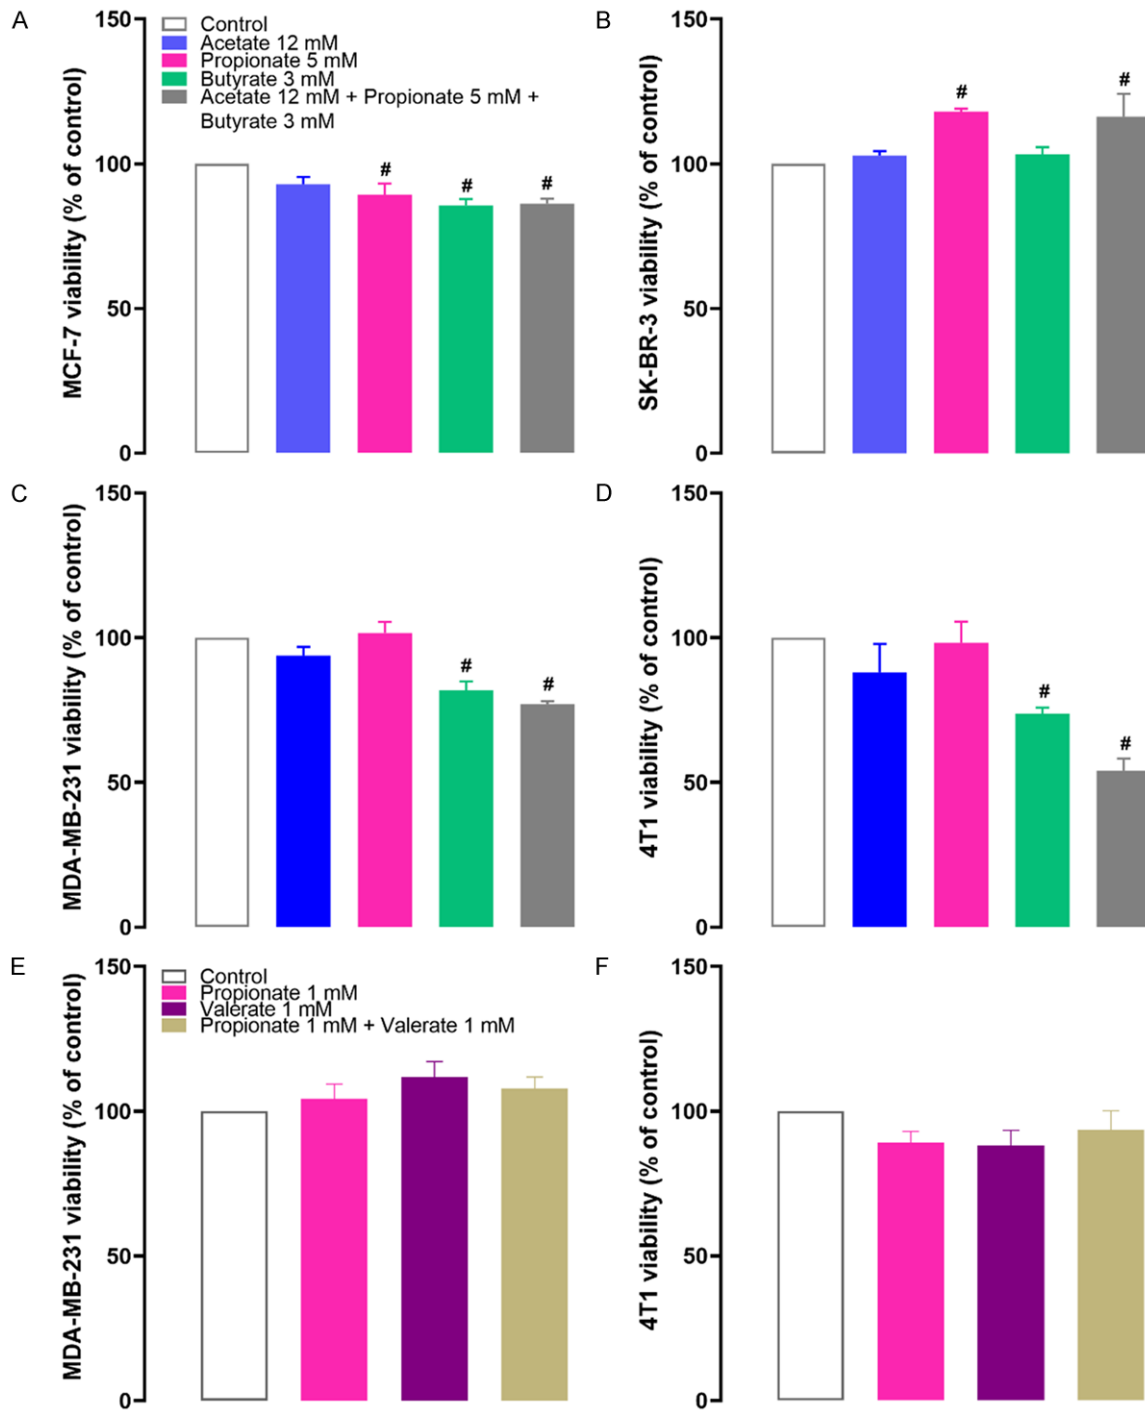 A
150
100
50
0
MCF-7 viability (% of control)
Control
Acetate 12 mM
Propionate 5 mM
Butyrate 3 mM
Acetate 12 mM + Propionate 5 mM +
Butyrate 3 mM
#
#
#
B
150
100
50
0
SK-BR-3 viability (% of control)
#
#
C
150
100
50
0
MDA-MB-231 viability (% of control)
#
#
D
150
100
50
0
4T1 viability (% of control)
#
#
E
150
100
50
0
MDA-MB-231 viability (% of control)
Control
Propionate 1 mM
Valerate 1 mM
Propionate 1 mM + Valerate 1 mM
F
150
100
50
0
4T1 viability (% of control)